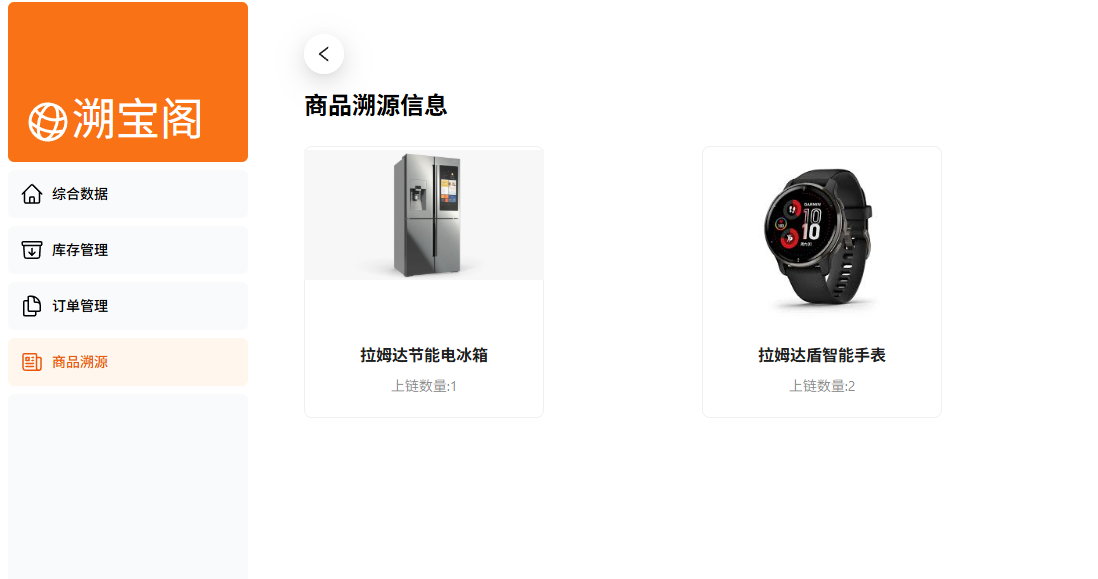 溯宝阁
综合数据
库存管理
订单管理
商品溯源
商品溯源信息
拉姆达节能电冰箱
上链数量:1
GARMIN
10
10
拉姆达盾智能手表
上链数量:2